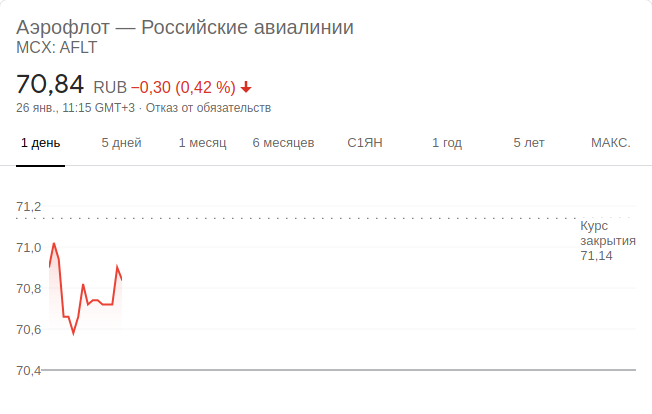 Аэрофлот — Российские авиалинии
MCX: AFLT
70,84 RUB −0,30 (0,42 %)
26 янв., 11:15 GMT+3 · Отказ от обязательств
1 день 5 дней 1 месяц 6 месяцев С1ЯН 1 год 5 лет МАКС.
71,2
Курс
закрытия
71,14
71,0
70,8
70,6
70,4